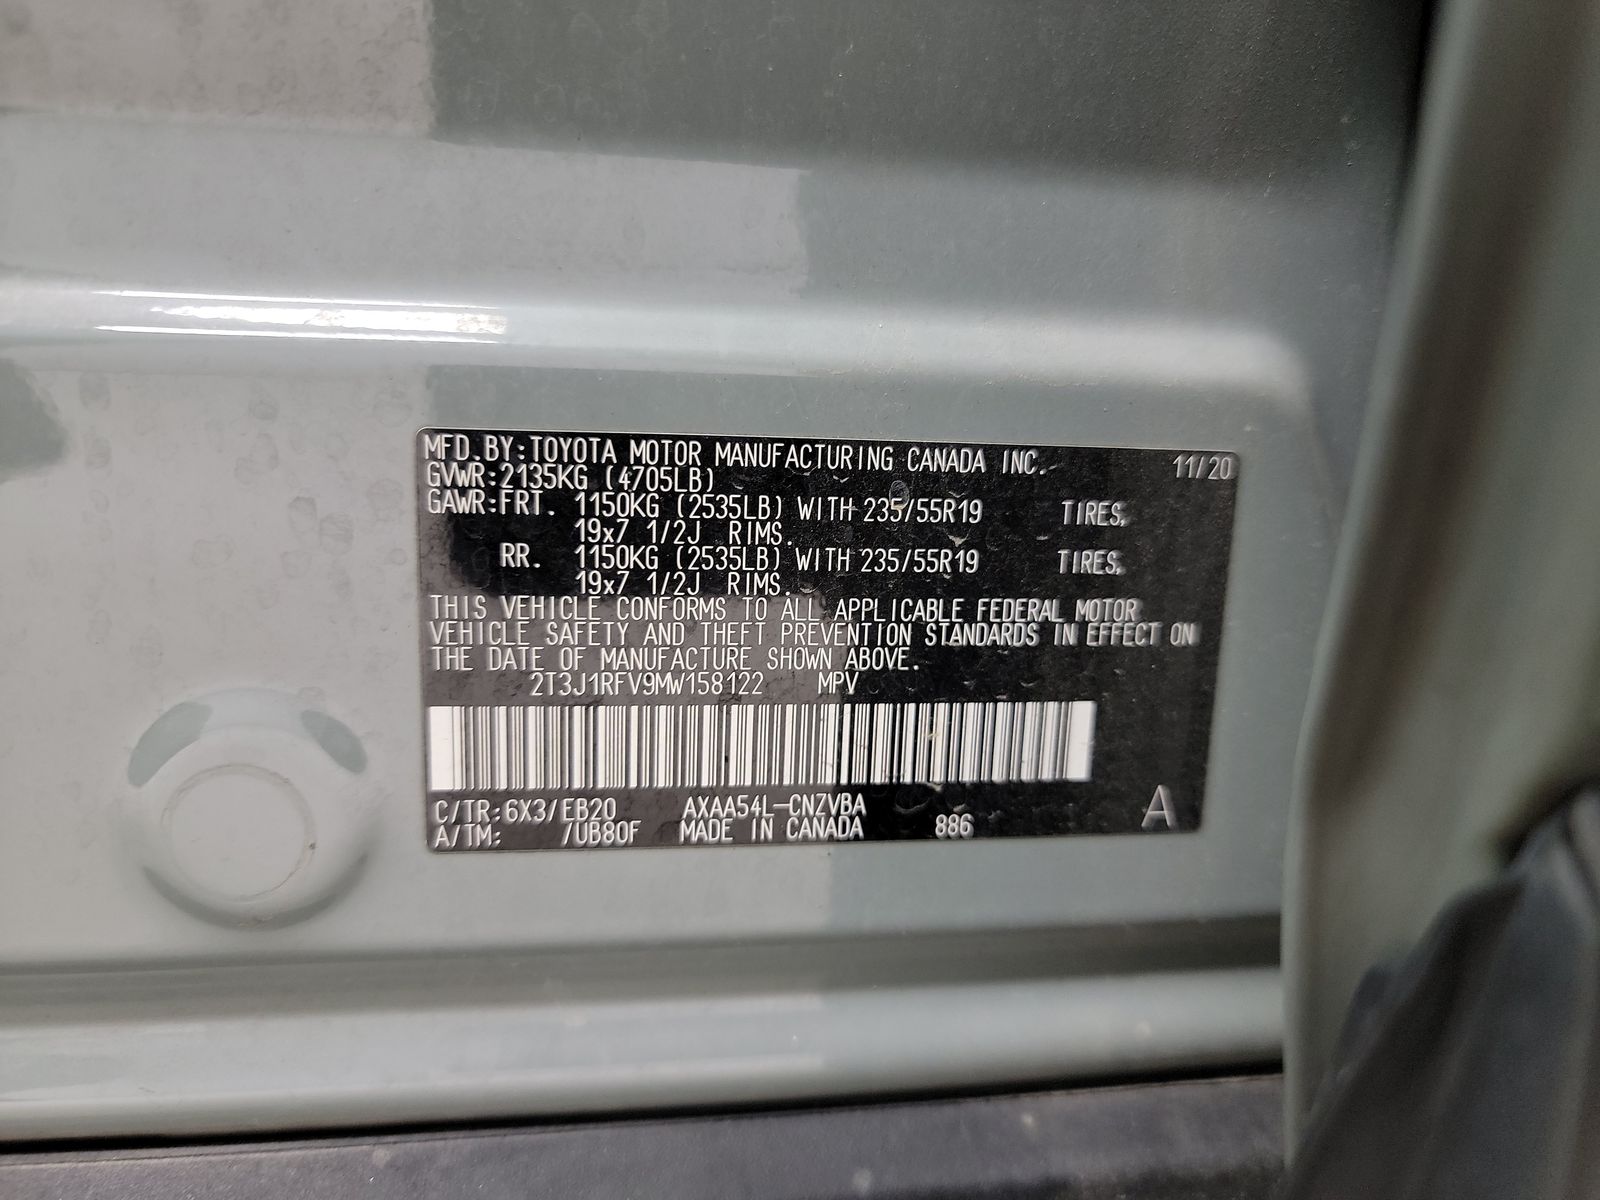 MFD. BY:TOYOTA MOTOR MANUFACTURING CANADA INC. 11/20
GVWR:2135KG (4705LB)
GAWR:FRT. 1150KG (2535LB) WITH 235/55R19 TIRES,
19x7 1/2J RIMS.
RR. 1150KG (2535LB) WITH 235/55R19 TIRES,
19x7 1/2J RIMS.
THIS VEHICLE CONFORMS TO ALL APPLICABLE FEDERAL MOTOR
VEHICLE SAFETY AND THEFT PREVENTION STANDARDS IN EFFECT ON
THE DATE OF MANUFACTURE SHOWN ABOVE.
2T3J1RFV9MW158122 MPV
C/TR:6X3/EB20 AXAA54L-CNZVBA A
A/TM: /UB80F MADE IN CANADA 886